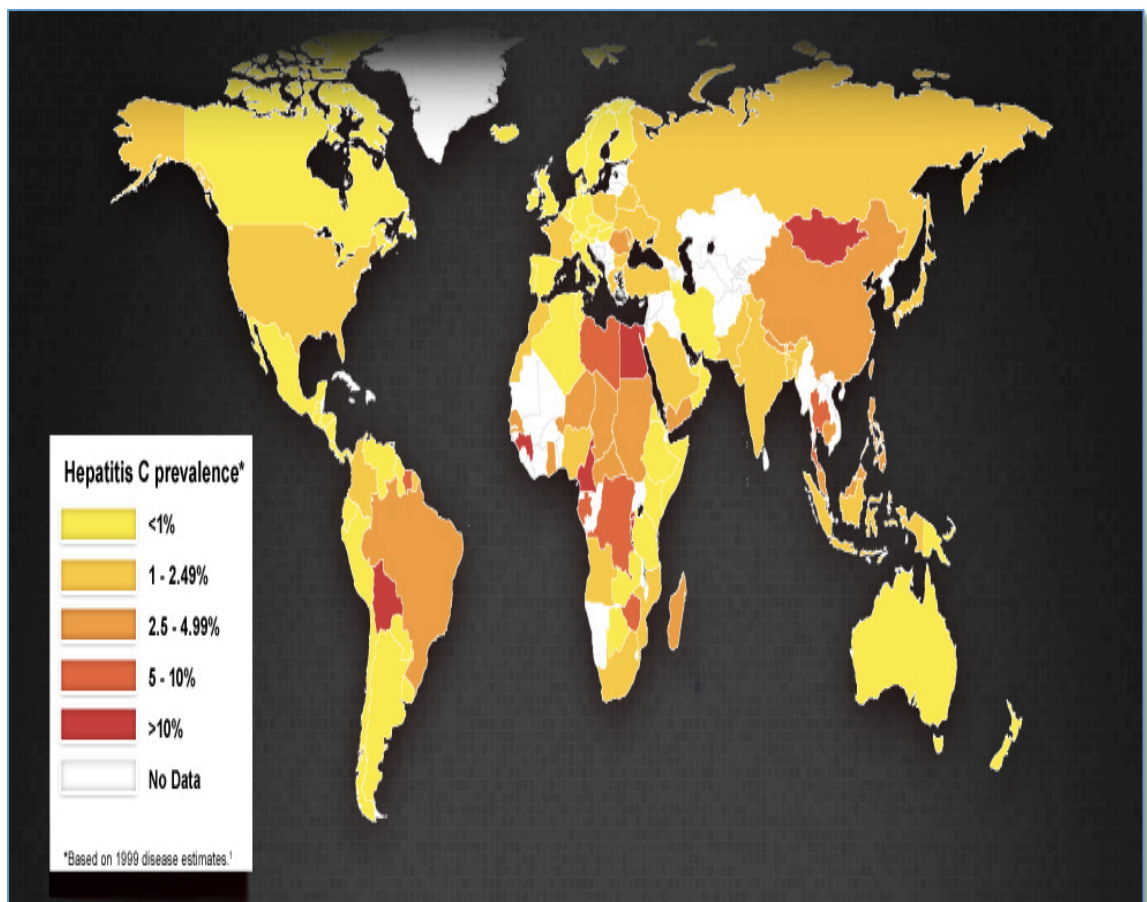 Hepatitis C prevalence*
<1%
1 - 2.49%
2.5 - 4.99%
5 - 10%
>10%
No Data
*Based on 1999 disease estimates.¹